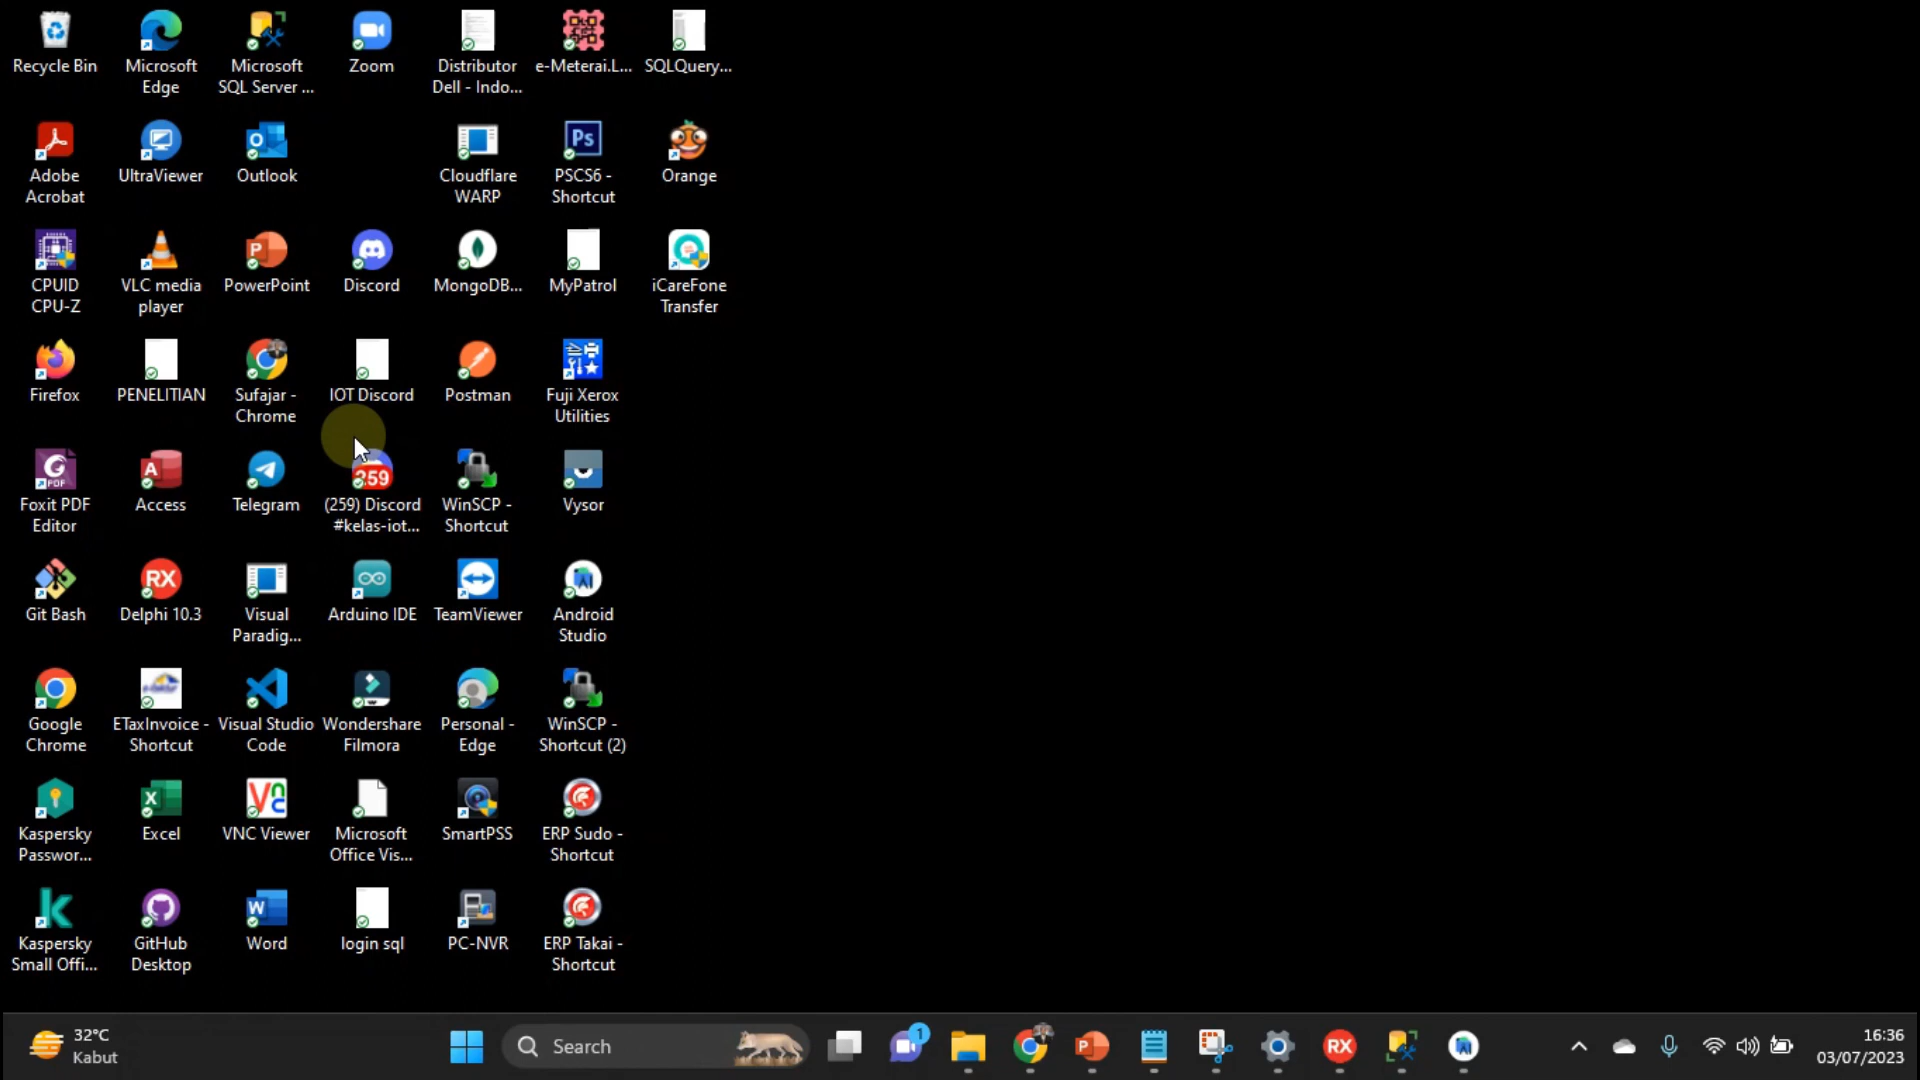 Recycle Bin
Microsoft
Edge
Microsoft
SQL Server ...
Zoom
Distributor
Dell - Indo...
e-Meterai.L...
SQLQuery...
Adobe
Acrobat
UltraViewer
Outlook
Cloudflare
WARP
Ps
PSCS6 -
Shortcut
Orange
CPUID
CPU-Z
VLC media
player
PowerPoint
Discord
MongoDB...
MyPatrol
iCareFone
Transfer
Firefox
PENELITIAN
Sufajar -
Chrome
IOT Discord
Postman
Fuji Xerox
Utilities
PDF
Foxit PDF
Editor
A
Access
Telegram
259
(259) Discord
#kelas-iot...
WinSCP -
Shortcut
Vysor
Git Bash
RX
Delphi 10.3
Visual
Paradig...
Arduino IDE
TeamViewer
Android
Studio
Google
Chrome
ETaxInvoice -
Shortcut
Visual Studio
Code
Wondershare
Filmora
Personal -
Edge
WinSCP -
Shortcut (2)
Kaspersky
Passwor...
X
Excel
VNC Viewer
Microsoft
Office Vis...
SmartPSS
ERP Sudo -
Shortcut
Kaspersky
Small Offi...
GitHub
Desktop
W
Word
login sql
PC-NVR
ERP Takai -
Shortcut
32°C
Kabut
Search
1
P
RX
16:36
03/07/2023